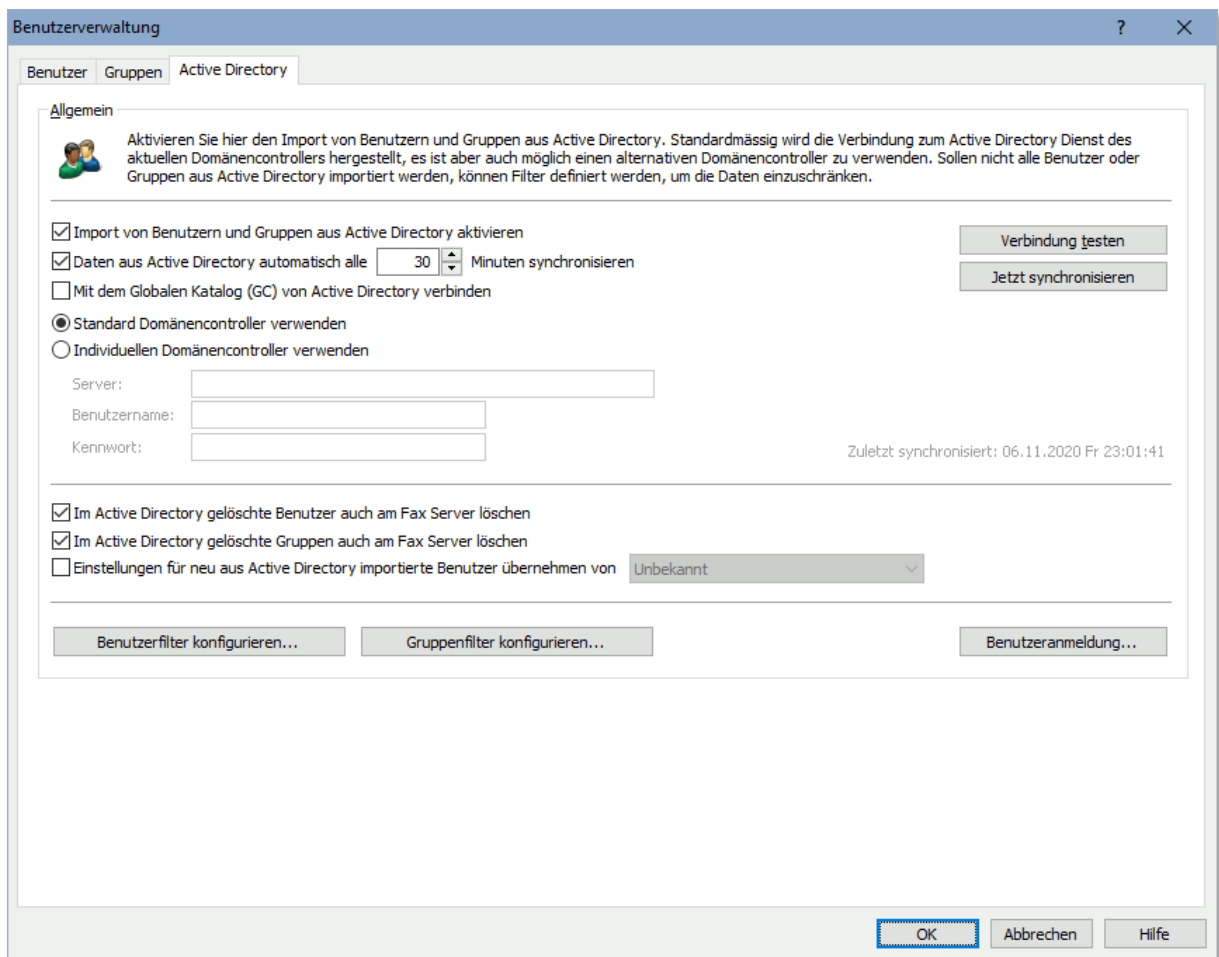 Benutzerverwaltung ?
Benutzer Gruppen Active Directory
Allgemein
Aktivieren Sie hier den Import von Benutzern und Gruppen aus Active Directory. Standardmässig wird die Verbindung zum Active Directory Dienst des
aktuellen Domänencontrollers hergestellt, es ist aber auch möglich einen alternativen Domänencontroller zu verwenden. Sollen nicht alle Benutzer oder
Gruppen aus Active Directory importiert werden, können Filter definiert werden, um die Daten einzuschränken.
Import von Benutzern und Gruppen aus Active Directory aktivieren
Verbindung testen
Daten aus Active Directory automatisch alle 30 Minuten synchronisieren
Jetzt synchronisieren
Mit dem Globalen Katalog (GC) von Active Directory verbinden
Standard Domänencontroller verwenden
Individuellen Domänencontroller verwenden
Server:
Benutzername:
Kennwort:
Zuletzt synchronisiert: 06.11.2020 Fr 23:01:41
Im Active Directory gelöschte Benutzer auch am Fax Server löschen
Im Active Directory gelöschte Gruppen auch am Fax Server löschen
Einstellungen für neu aus Active Directory importierte Benutzer übernehmen von Unbekannt
Benutzerfilter konfigurieren... Gruppenfilter konfigurieren... Benutzeranmeldung...
OK Abbrechen Hilfe